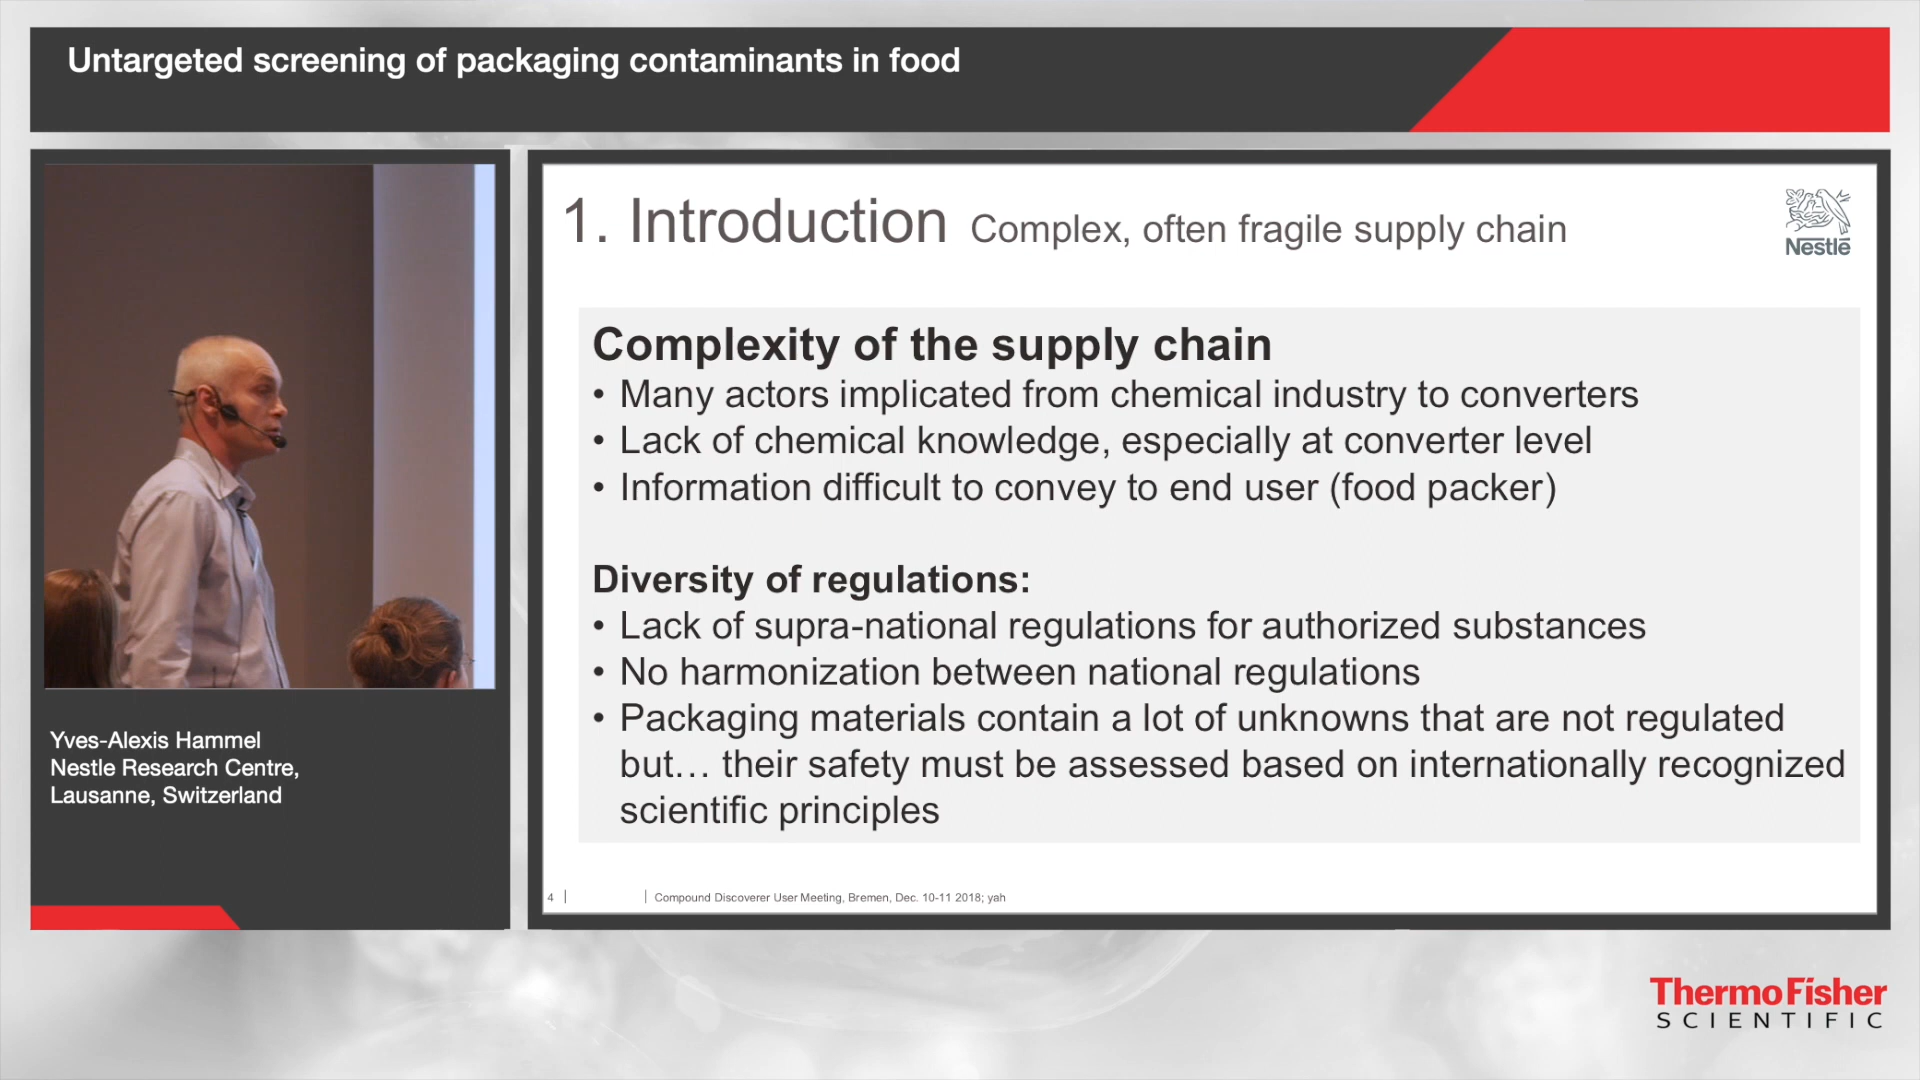 Untargeted screening of packaging contaminants in food
1. Introduction Complex, often fragile supply chain
Nestlé
Complexity of the supply chain
• Many actors implicated from chemical industry to converters
• Lack of chemical knowledge, especially at converter level
• Information difficult to convey to end user (food packer)
Diversity of regulations:
• Lack of supra-national regulations for authorized substances
• No harmonization between national regulations
• Packaging materials contain a lot of unknowns that are not regulated
but… their safety must be assessed based on internationally recognized
scientific principles
4 | | Compound Discoverer User Meeting, Bremen, Dec. 10-11 2018; yah
Yves-Alexis Hammel
Nestle Research Centre,
Lausanne, Switzerland
ThermoFisher
SCIENTIFIC